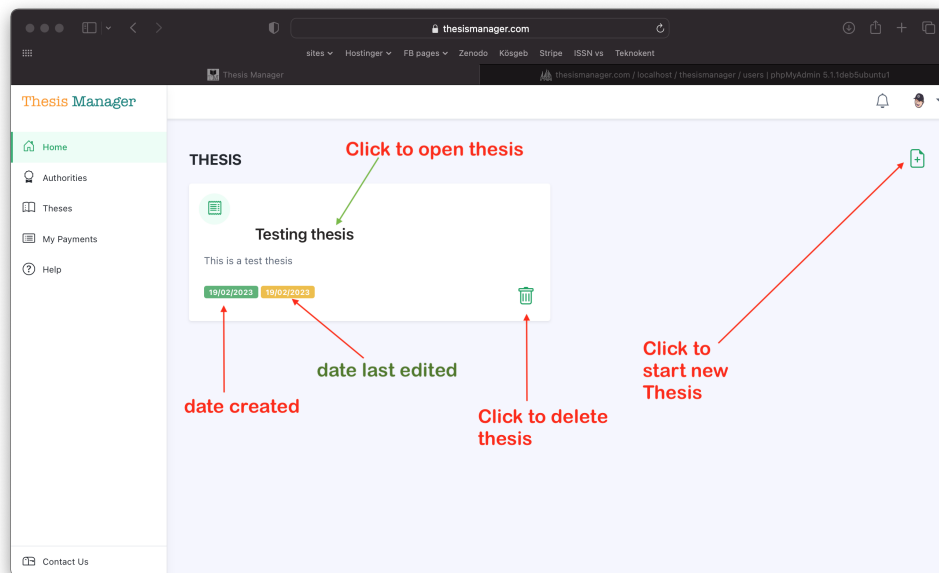 thesismanager.com
sites Hostinger FB pages Zenodo Kösgeb Stripe ISSN vs Teknokent
Thesis Manager
thesismanager.com / localhost / thesismanager / users | phpMyAdmin 5.1.1deb5ubuntu1
Thesis Manager
Home
Authorities
Theses
My Payments
Help
Contact Us
THESIS
Click to open thesis
Testing thesis
This is a test thesis
19/02/2023 19/02/2023
date last edited
date created
Click to delete
thesis
Click to
start new
Thesis